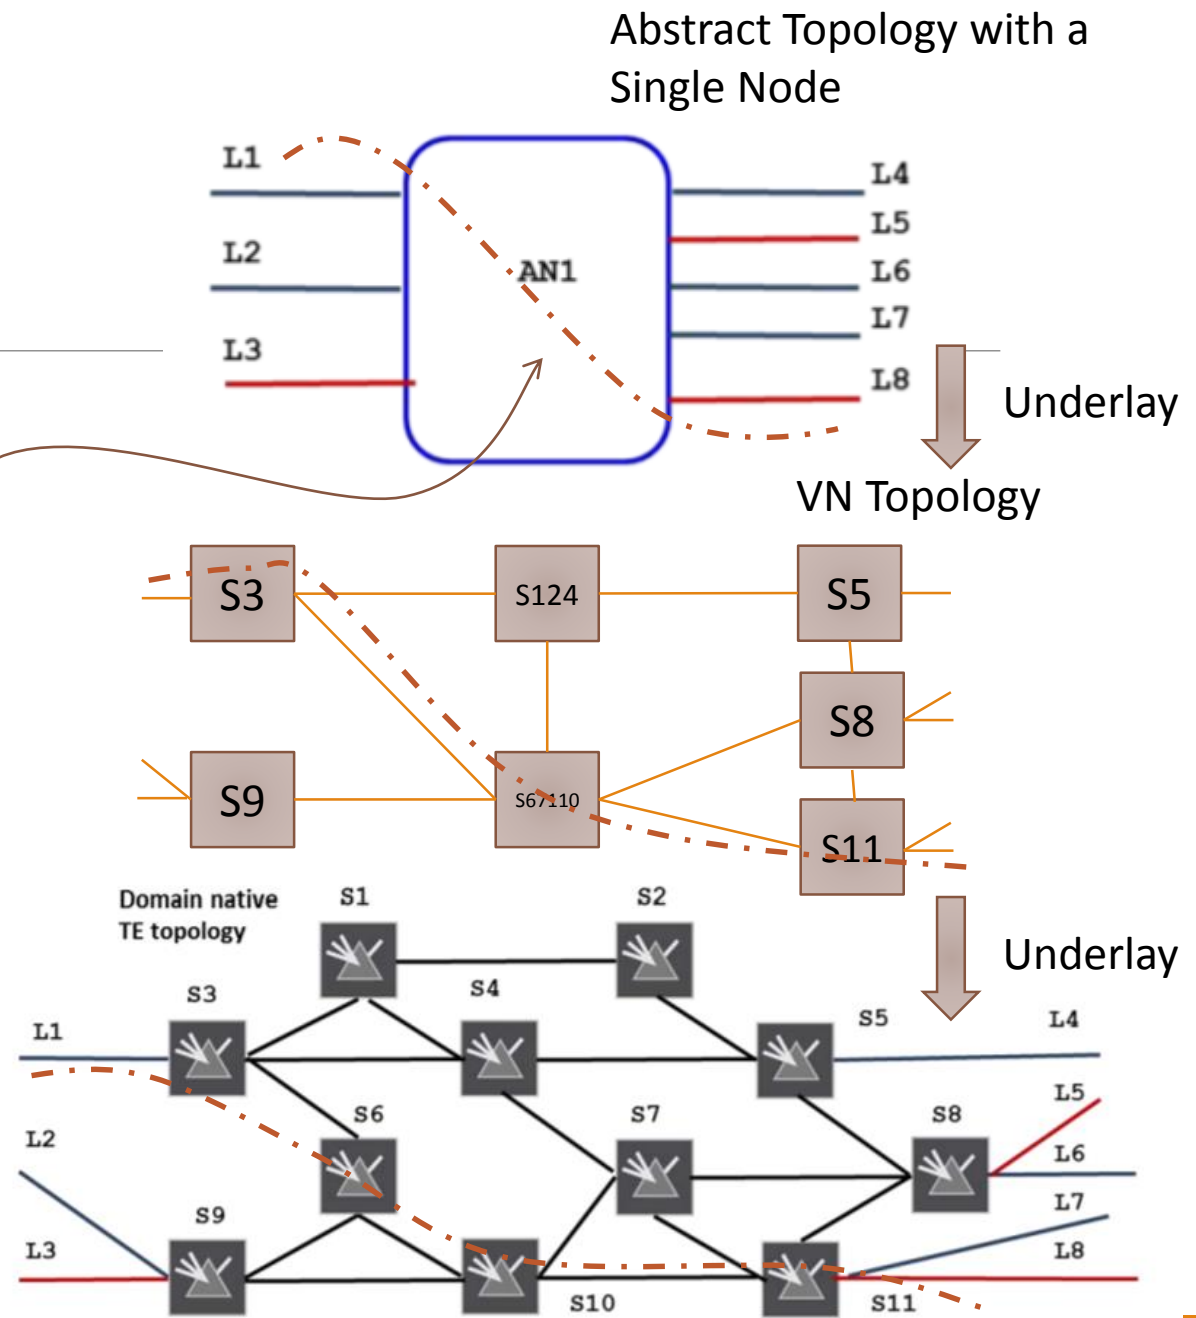 Abstract Topology with a
Single Node
L1
L2
L3
AN1
L4
L5
L6
L7
L8
Underlay
VN Topology
S3
S124
S5
S8
S9
S67110
S11
Domain native
TE topology
Underlay
S1
S2
S3
S4
S5
L1
L4
L5
S6
S7
S8
L2
L6
L7
S9
L3
L8
S10
S11